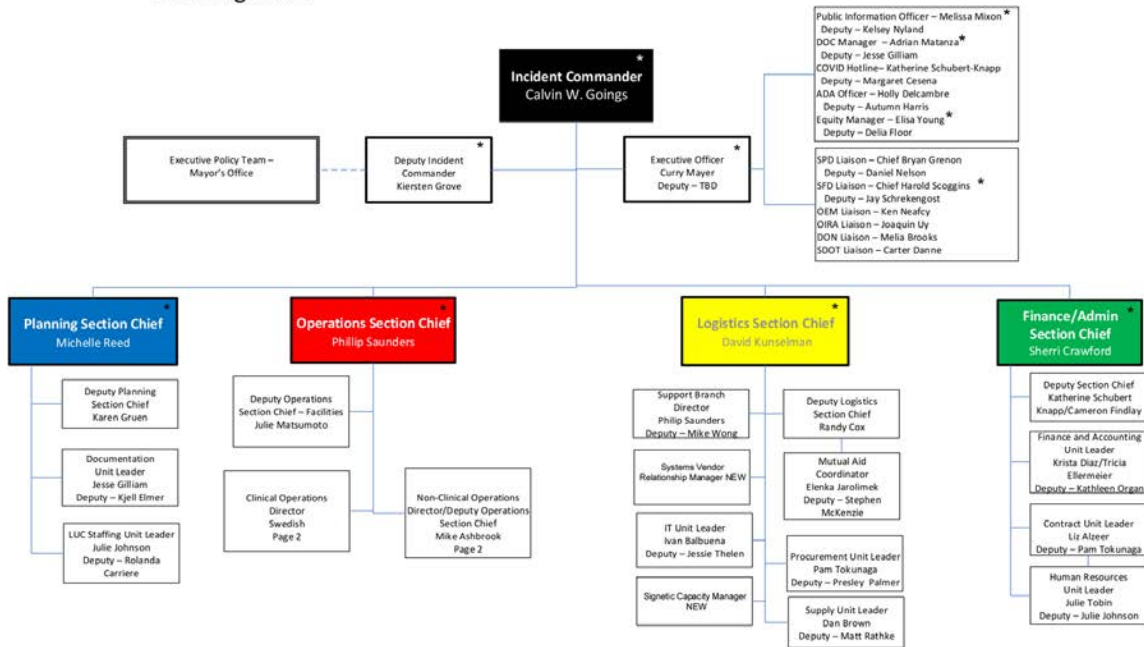 *
Incident Commander
Calvin W. Goings
Public Information Officer – Melissa Mixon *
Deputy – Kelsey Nyland
DOC Manager – Adrian Matanza *
Deputy – Jesse Gilliam
COVID Hotline– Katherine Schubert-Knapp
Deputy – Margaret Cesena
ADA Officer – Holly Delcambre
Deputy – Autumn Harris
Equity Manager – Elisa Young *
Deputy – Delia Floor
Executive Policy Team –
Mayor's Office
*
Deputy Incident
Commander
Kiersten Grove
*
Executive Officer
Curry Mayer
Deputy – TBD
SPD Liaison – Chief Bryan Grenon
Deputy – Daniel Nelson
SFD Liaison – Chief Harold Scoggins *
Deputy – Jay Schrekengost
OEM Liaison – Ken Neafcy
OIRA Liaison – Joaquin Uy
DON Liaison – Melia Brooks
SDOT Liaison – Carter Danne
*
Planning Section Chief
Michelle Reed
*
Operations Section Chief
Phillip Saunders
*
Logistics Section Chief
David Kunselman
*
Finance/Admin
Section Chief
Sherri Crawford
Deputy Planning
Section Chief
Karen Gruen
Documentation
Unit Leader
Jesse Gilliam
Deputy – Kjell Elmer
LUC Staffing Unit Leader
Julie Johnson
Deputy – Rolanda
Carriere
Deputy Operations
Section Chief – Facilities
Julie Matsumoto
Clinical Operations
Director
Swedish
Page 2
Non-Clinical Operations
Director/Deputy Operations
Section Chief
Mike Ashbrook
Page 2
Support Branch
Director
Philip Saunders
Deputy – Mike Wong
Systems Vendor
Relationship Manager NEW
IT Unit Leader
Ivan Balbuena
Deputy – Jessie Thelen
Signetic Capacity Manager
NEW
Deputy Logistics
Section Chief
Randy Cox
Mutual Aid
Coordinator
Elenka Jarolimek
Deputy – Stephen
McKenzie
Procurement Unit Leader
Pam Tokunaga
Deputy – Presley Palmer
Supply Unit Leader
Dan Brown
Deputy – Matt Rathke
Deputy Section Chief
Katherine Schubert
Knapp/Cameron Findlay
Finance and Accounting
Unit Leader
Krista Diaz/Tricia
Ellermeier
Deputy – Kathleen Organ
Contract Unit Leader
Liz Alzeer
Deputy – Pam Tokunaga
Human Resources
Unit Leader
Julie Tobin
Deputy – Julie Johnson